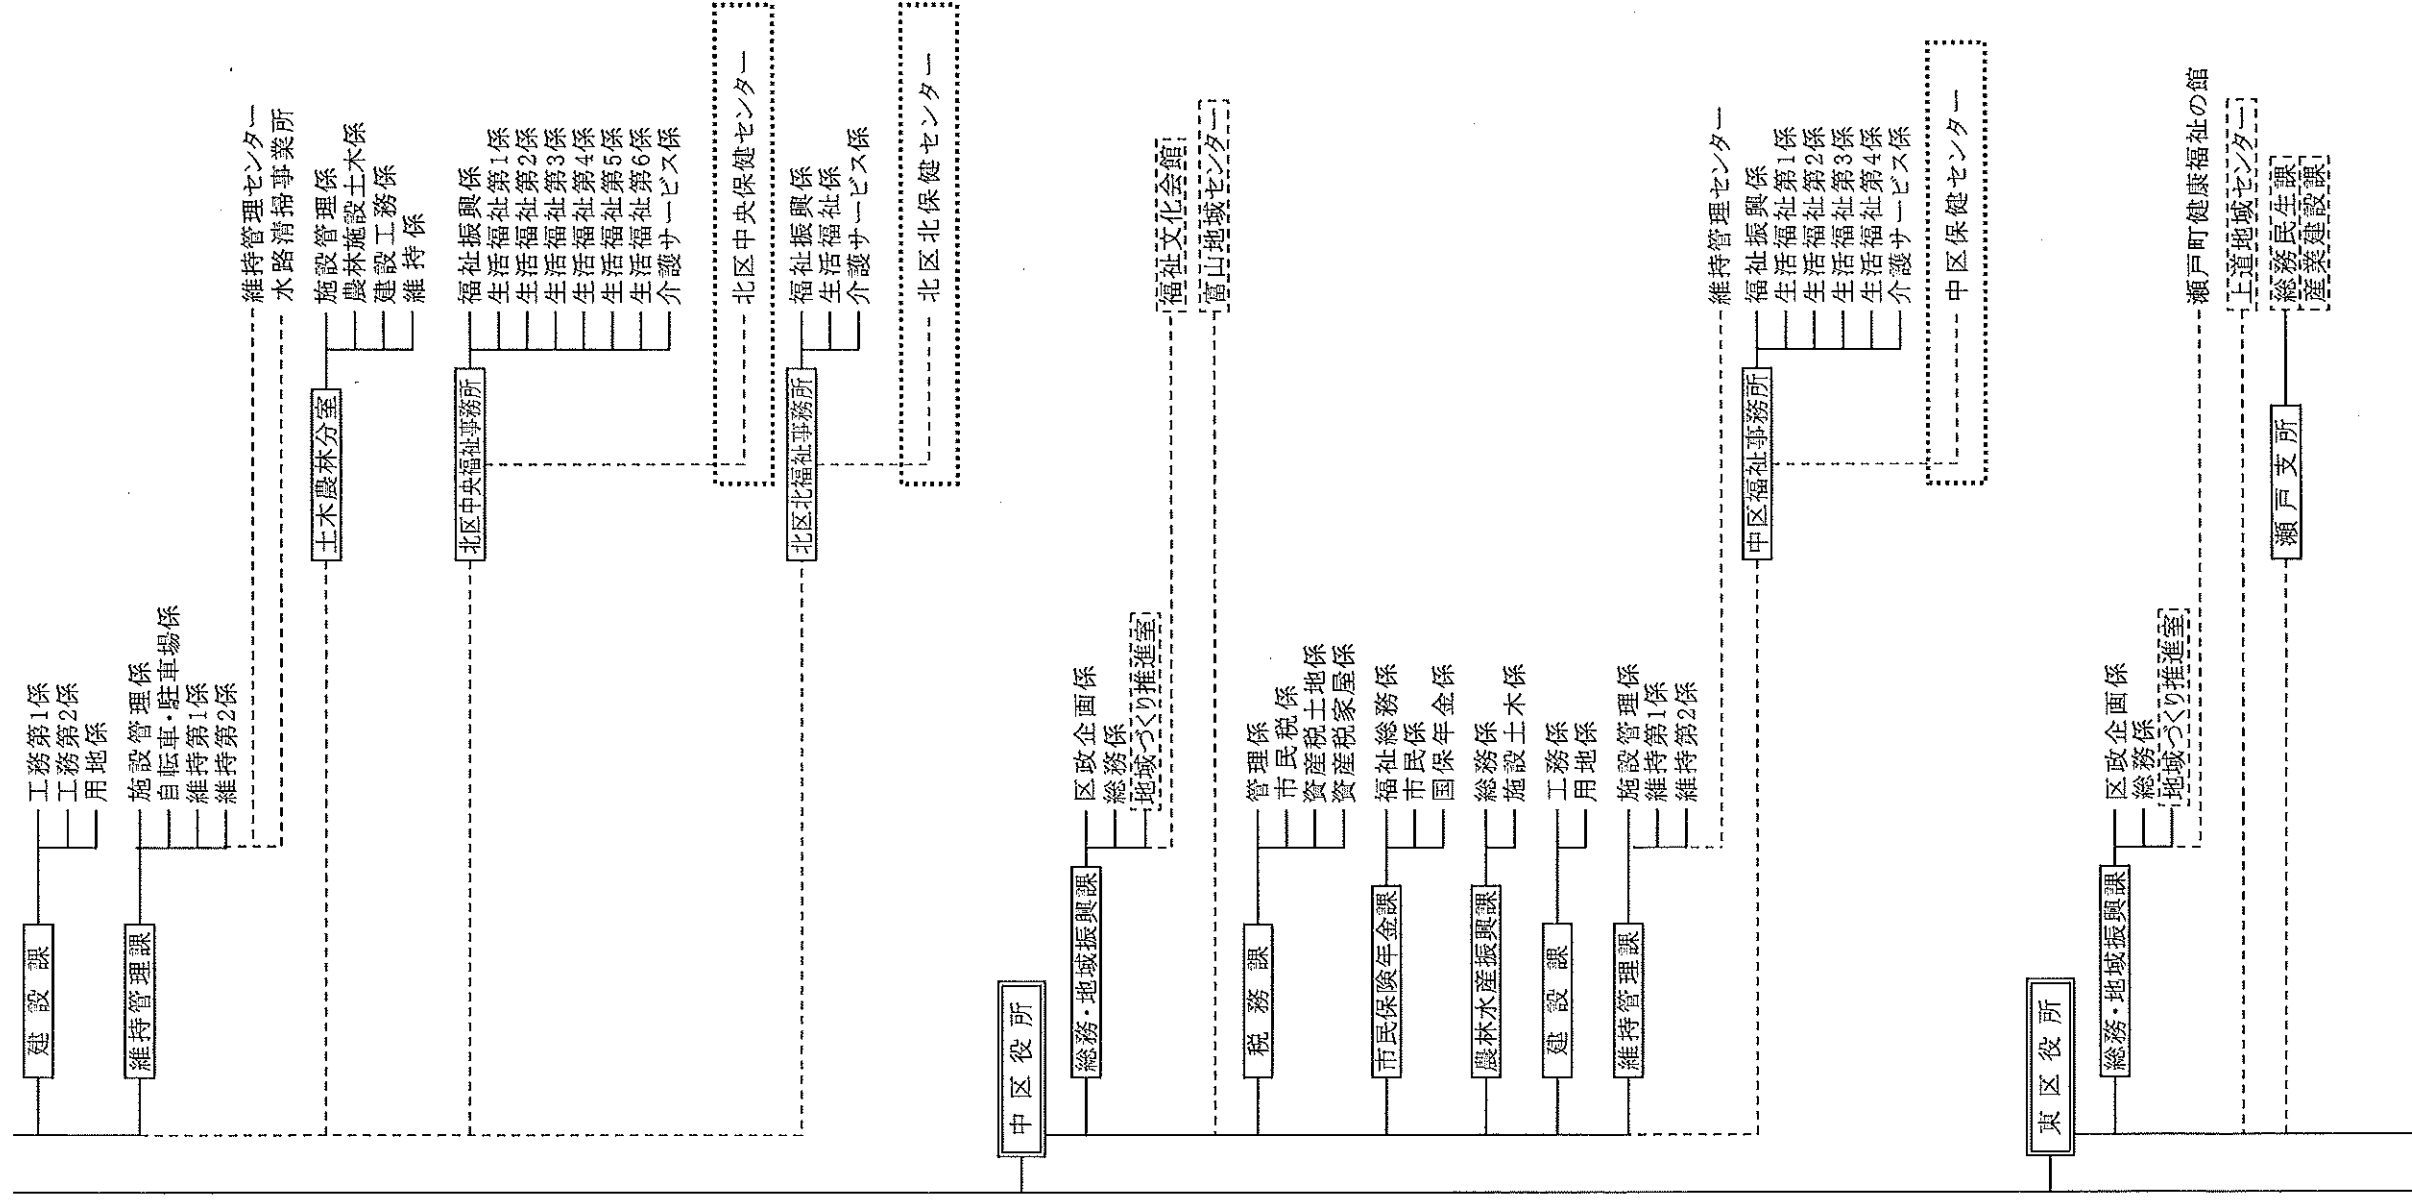 建設課
工務第1係
工務第2係
用地係
維持管理課
施設管理係
自転車・駐車場係
維持第1係
維持第2係
維持管理センター
水路清掃事業所
土木農林分室
施設管理係
農林施設土木係
建設工務係
維持係
北区中央福祉事務所
福祉振興係
生活福祉第1係
生活福祉第2係
生活福祉第3係
生活福祉第4係
生活福祉第5係
生活福祉第6係
介護サービス係
北区中央保健センター
北区北福祉事務所
福祉振興係
生活福祉係
介護サービス係
北区北保健センター
中区役所
総務・地域振興課
区政企画係
総務係
地域づくり推進室
福祉文化会館
富山地域センター
税務課
管理係
市民税係
資産税土地係
資産税家屋係
市民保険年金課
福祉総務係
市民係
国保年金係
農林水産振興課
総務係
施設土木係
建設課
工務係
用地係
維持管理課
施設管理係
維持第1係
維持第2係
維持管理センター
中区福祉事務所
福祉振興係
生活福祉第1係
生活福祉第2係
生活福祉第3係
生活福祉第4係
介護サービス係
中区保健センター
東区役所
総務・地域振興課
区政企画係
総務係
地域づくり推進室
瀬戸町健康福祉の館
上道地域センター
瀬戸支所
総務民生課
産業建設課